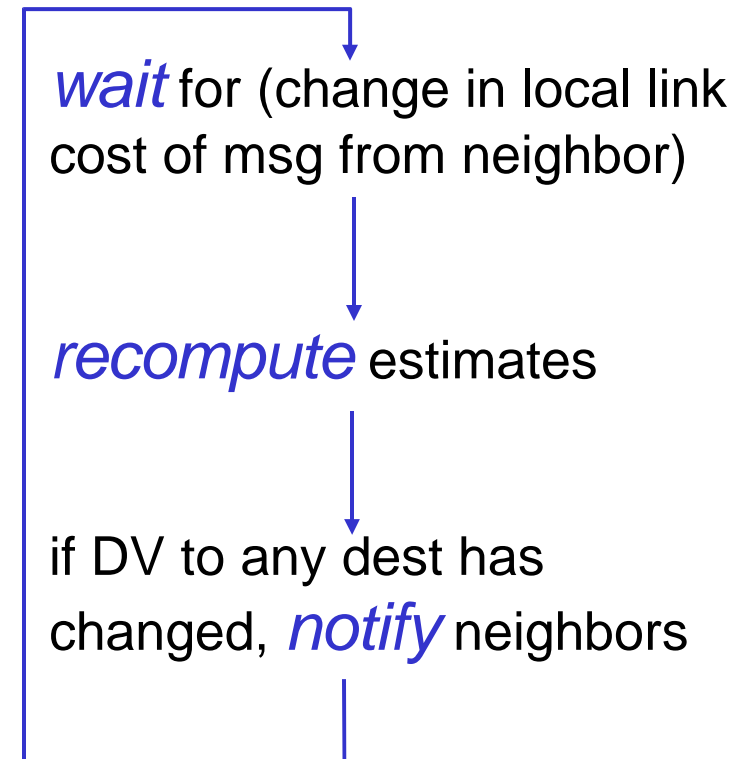 wait for (change in local link
cost of msg from neighbor)
recompute estimates
if DV to any dest has
changed, notify neighbors